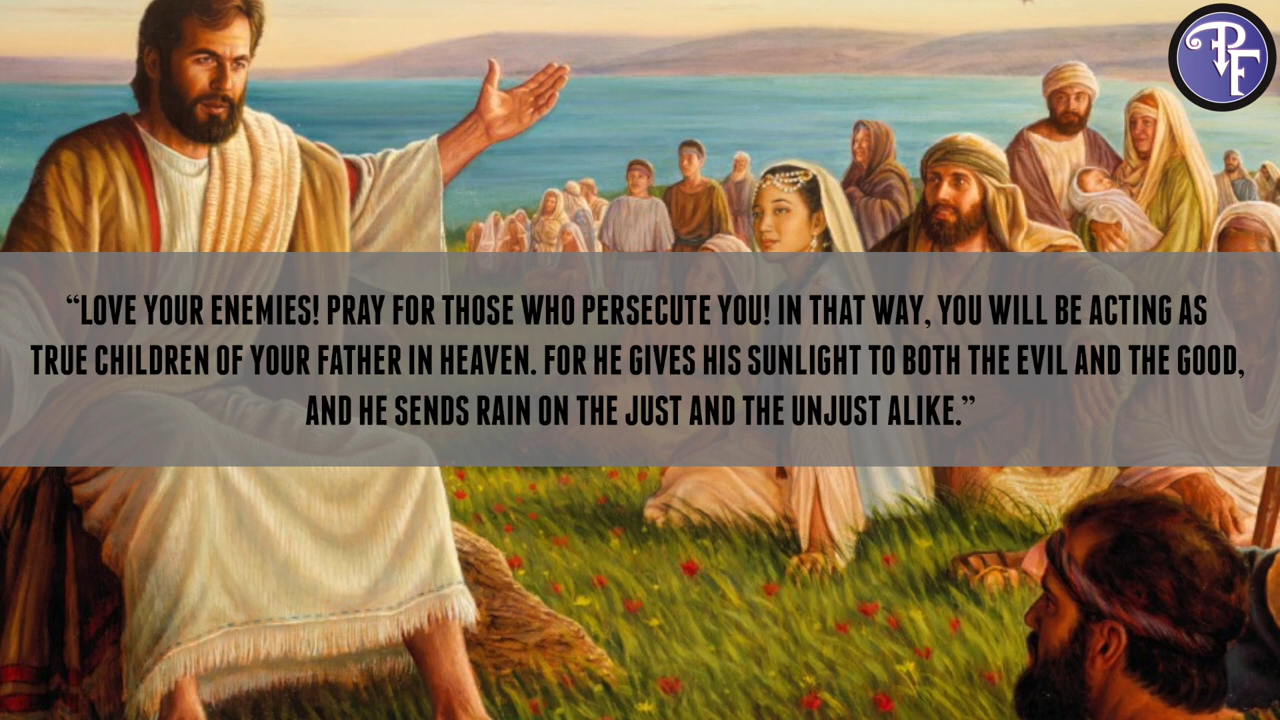 PF
“LOVE YOUR ENEMIES! PRAY FOR THOSE WHO PERSECUTE YOU! IN THAT WAY, YOU WILL BE ACTING AS
TRUE CHILDREN OF YOUR FATHER IN HEAVEN. FOR HE GIVES HIS SUNLIGHT TO BOTH THE EVIL AND THE GOOD,
AND HE SENDS RAIN ON THE JUST AND THE UNJUST ALIKE.”